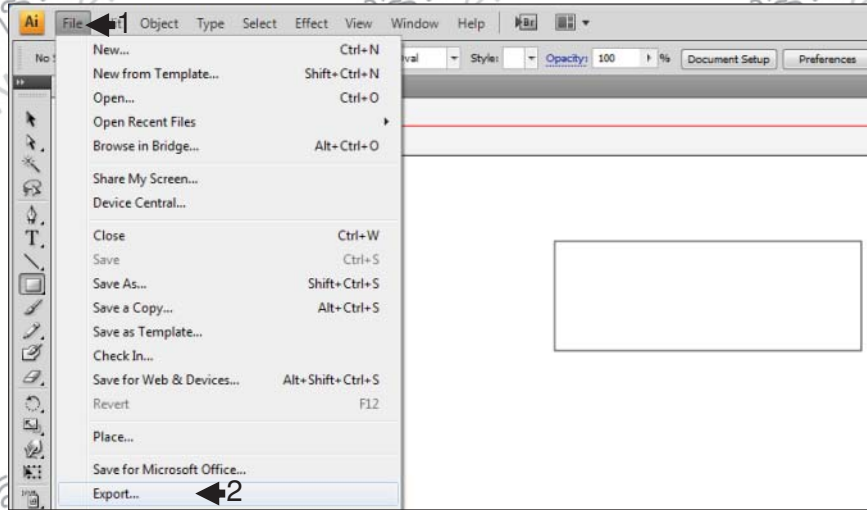 Ai File Object Type Select Effect View Window Help Br
Style: Opacity: 100 % Document Setup Preferences
New... Ctrl+N
New from Template... Shift+Ctrl+N
Open... Ctrl+O
Open Recent Files
Browse in Bridge... Alt+Ctrl+O
Share My Screen...
Device Central...
Close Ctrl+W
Save Ctrl+S
Save As... Shift+Ctrl+S
Save a Copy... Alt+Ctrl+S
Save as Template...
Check In...
Save for Web & Devices... Alt+Shift+Ctrl+S
Revert F12
Place...
Save for Microsoft Office...
Export...
1
2